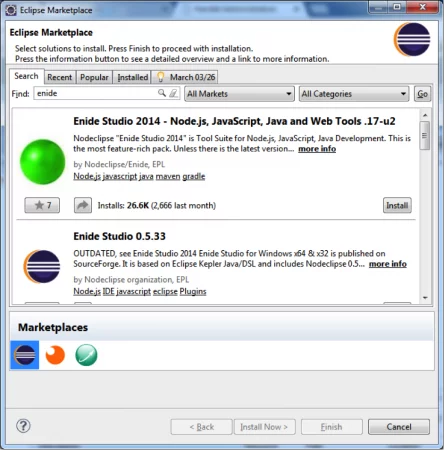 Eclipse Marketplace
Eclipse Marketplace
Select solutions to install. Press Finish to proceed with installation.
Press the information button to see a detailed overview and a link to more information.
Search Recent Popular Installed March 03/26
Find: enide All Markets All Categories Go
Enide Studio 2014 - Node.js, JavaScript, Java and Web Tools .17-u2
Nodeclipse "Enide Studio 2014" is Tool Suite for Node.js, JavaScript, Java Development. This is
the most feature-rich pack. Unless there is the latest version... more info
by Nodeclipse/Enide, EPL
Node.js javascript java maven gradle
7 Installs: 26.6K (2,666 last month) Install
Enide Studio 0.5.33
OUTDATED, see Enide Studio 2014 Enide Studio for Windows x64 & x32 is published on
SourceForge. It is based on Eclipse Kepler Java/DSL and includes Nodeclipse 0.5... more info
by Nodeclipse organization, EPL
Node.js IDE javascript eclipse Plugins
Marketplaces
? < Back Install Now > Finish Cancel